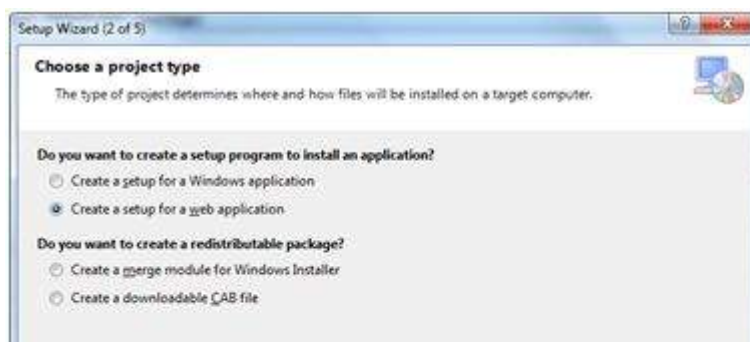 Setup Wizard (2 of 5)
Choose a project type
The type of project determines where and how files will be installed on a target computer.
Do you want to create a setup program to install an application?
Create a setup for a Windows application
Create a setup for a web application
Do you want to create a redistributable package?
Create a merge module for Windows Installer
Create a downloadable CAB file